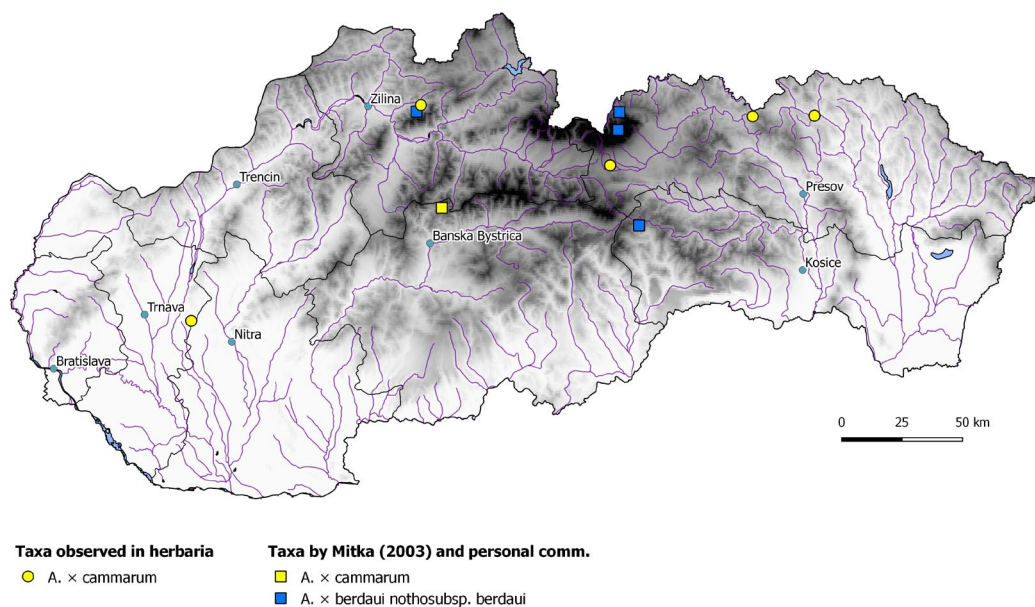 Zilina
Trencin
Presov
Banska Bystrica
Kosice
Trnava
Nitra
Bratislava
0 25 50 km
Taxa observed in herbaria
A. × cammarum
Taxa by Mitka (2003) and personal comm.
A. × cammarum
A. × berdaui nothosubsp. berdaui